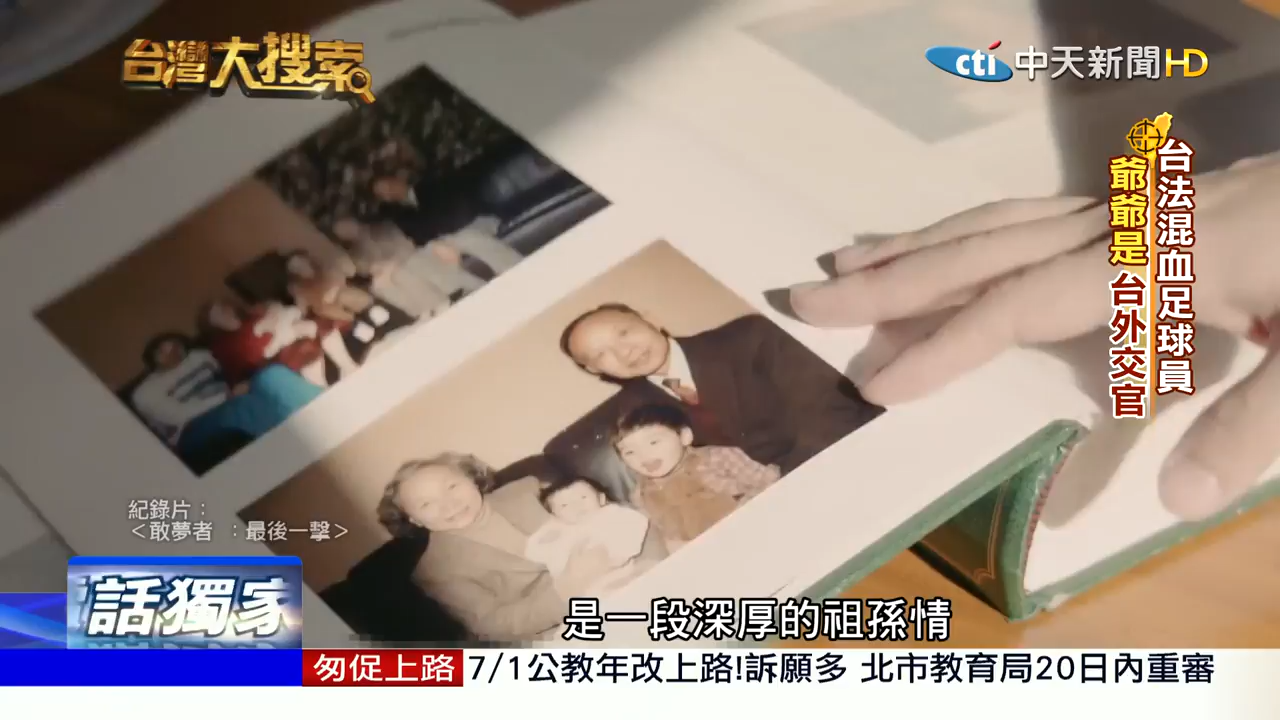 台灣大搜索
cti 中天新聞HD
台法混血足球員
爺爺是 台外交官
紀錄片：
＜敢夢者 ：最後一擊＞
話獨家
是一段深厚的祖孫情
匆促上路 7/1公教年改上路!訴願多 北市教育局20日內重審